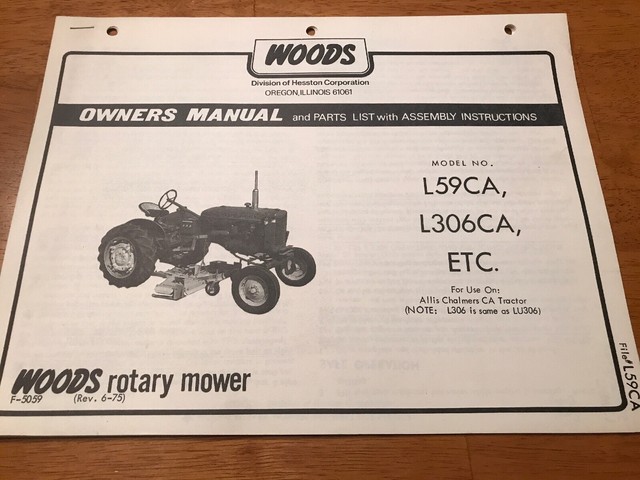 WOODS
Division of Hesston Corporation
OREGON, ILLINOIS 61061
OWNERS MANUAL and PARTS LIST with ASSEMBLY INSTRUCTIONS
MODEL NO.
L59CA,
L306CA,
ETC.
For Use On:
Allis Chalmers CA Tractor
(NOTE: L306 is same as LU306)
WOODS rotary mower
F-5059 (Rev. 6-75)
File# L59CA